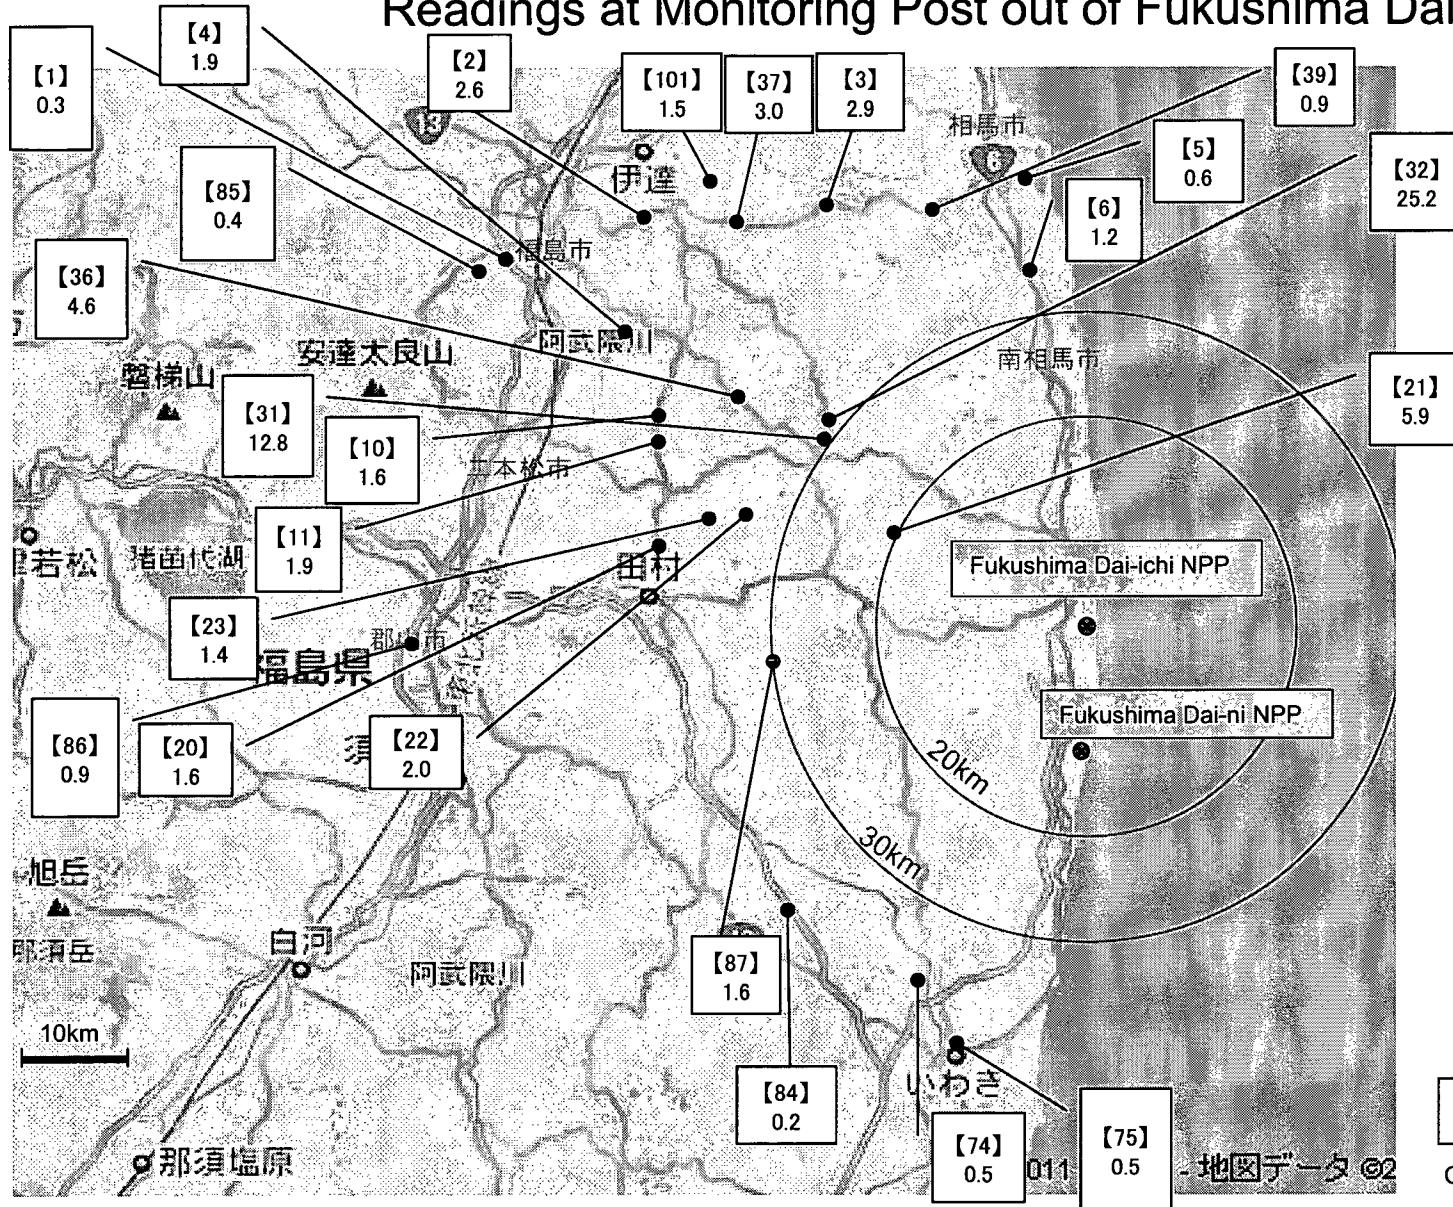 Readings at Monitoring Post out of Fukushima Dai
【1】
0.3
【4】
1.9
【2】
2.6
【101】
1.5
【37】
3.0
【3】
2.9
【39】
0.9
【5】
0.6
【32】
25.2
【6】
1.2
【85】
0.4
【36】
4.6
【31】
12.8
【10】
1.6
【21】
5.9
【11】
1.9
【23】
1.4
【86】
0.9
【20】
1.6
【22】
2.0
【87】
1.6
【84】
0.2
【74】
0.5
【75】
0.5
13
伊達
相馬市
6
福島市
阿武隈川
安達太良山
磐梯山
南相馬市
二本松市
若松
猪苗代湖
田村
Fukushima Dai-ichi NPP
郡山市
福島県
Fukushima Dai-ni NPP
須
20km
30km
旭岳
那須岳
白河
阿武隈川
10km
いわき
那須塩原
011
- 地図データ ©2